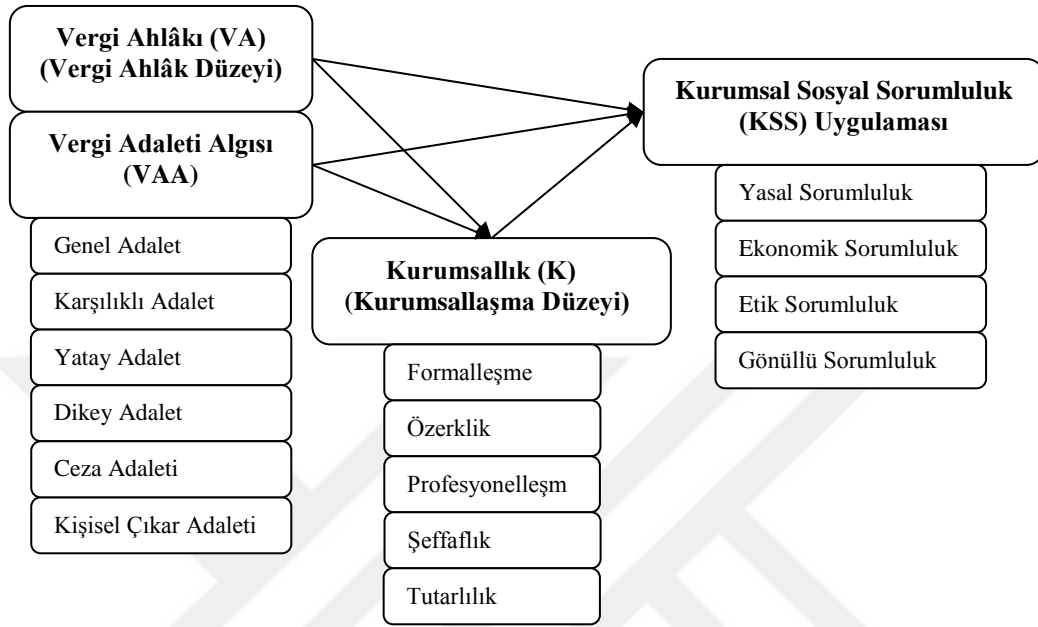 Vergi Ahlâkı (VA)
(Vergi Ahlâk Düzeyi)
Vergi Adaleti Algısı
(VAA)
Genel Adalet
Karşılıklı Adalet
Yatay Adalet
Dikey Adalet
Ceza Adaleti
Kişisel Çıkar Adaleti
Kurumsallık (K)
(Kurumsallaşma Düzeyi)
Formalleşme
Özerklik
Profesyonelleşm
Şeffaflık
Tutarlılık
Kurumsal Sosyal Sorumluluk
(KSS) Uygulaması
Yasal Sorumluluk
Ekonomik Sorumluluk
Etik Sorumluluk
Gönüllü Sorumluluk